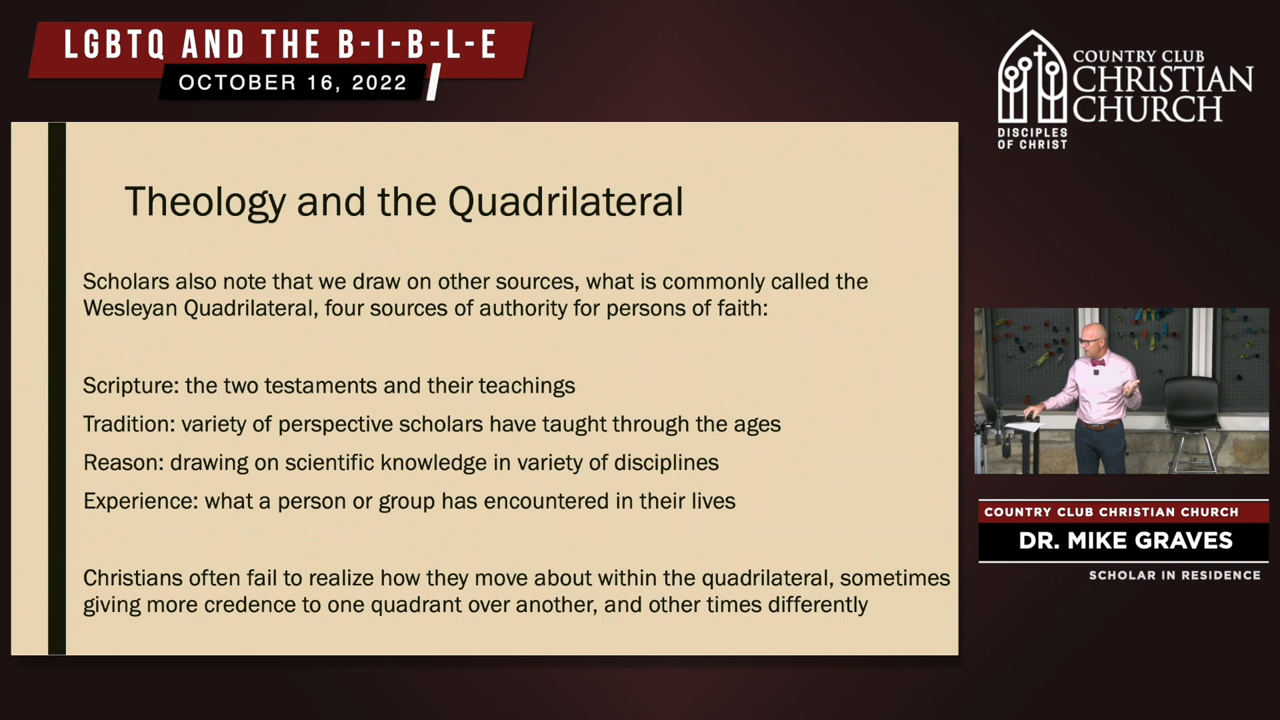 LGBTQ AND THE B-I-B-L-E
OCTOBER 16, 2022
COUNTRY CLUB
CHRISTIAN
CHURCH
DISCIPLES
OF CHRIST
Theology and the Quadrilateral
Scholars also note that we draw on other sources, what is commonly called the
Wesleyan Quadrilateral, four sources of authority for persons of faith:
Scripture: the two testaments and their teachings
Tradition: variety of perspective scholars have taught through the ages
Reason: drawing on scientific knowledge in variety of disciplines
Experience: what a person or group has encountered in their lives
Christians often fail to realize how they move about within the quadrilateral, sometimes
giving more credence to one quadrant over another, and other times differently
COUNTRY CLUB CHRISTIAN CHURCH
DR. MIKE GRAVES
SCHOLAR IN RESIDENCE